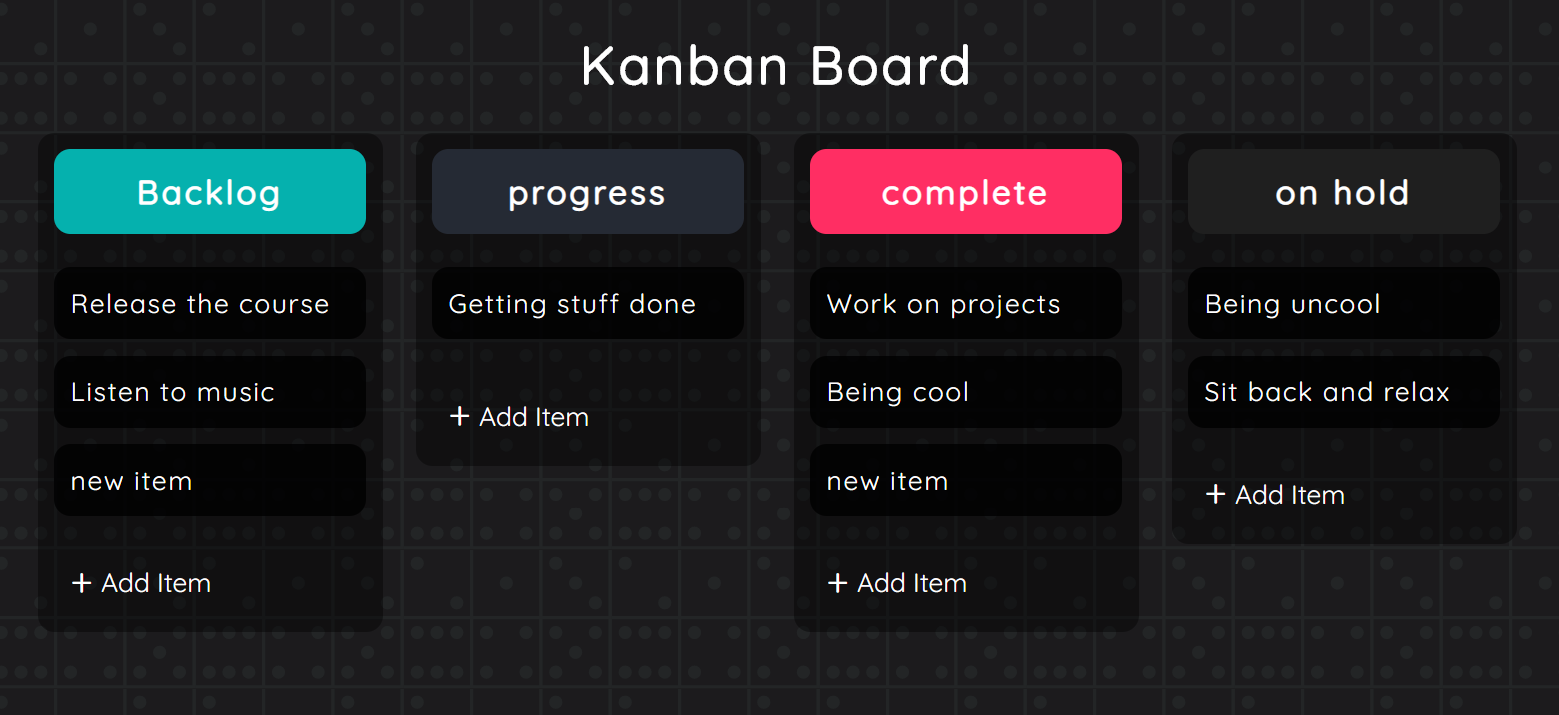 Kanban Board
Backlog
Release the course
Listen to music
new item
+ Add Item
progress
Getting stuff done
+ Add Item
complete
Work on projects
Being cool
new item
+ Add Item
on hold
Being uncool
Sit back and relax
+ Add Item